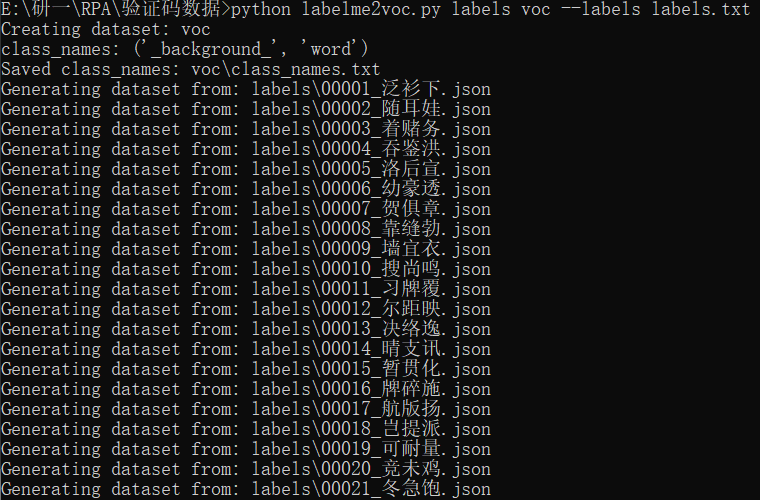 E:\研一\RPA\验证码数据>python labelme2voc.py labels voc --labels labels.txt
Creating dataset: voc
class_names: ('_background_', 'word')
Saved class_names: voc\class_names.txt
Generating dataset from: labels\00001_泛衫下.json
Generating dataset from: labels\00002_随耳娃.json
Generating dataset from: labels\00003_着赌务.json
Generating dataset from: labels\00004_吞鉴洪.json
Generating dataset from: labels\00005_洛后宣.json
Generating dataset from: labels\00006_幼豪透.json
Generating dataset from: labels\00007_贺俱章.json
Generating dataset from: labels\00008_靠缝勃.json
Generating dataset from: labels\00009_墙宜衣.json
Generating dataset from: labels\00010_搜尚鸣.json
Generating dataset from: labels\00011_习牌覆.json
Generating dataset from: labels\00012_尔距映.json
Generating dataset from: labels\00013_决络逸.json
Generating dataset from: labels\00014_晴支讯.json
Generating dataset from: labels\00015_暂贯化.json
Generating dataset from: labels\00016_牌碎施.json
Generating dataset from: labels\00017_航版扬.json
Generating dataset from: labels\00018_岂提派.json
Generating dataset from: labels\00019_可耐量.json
Generating dataset from: labels\00020_竞未鸡.json
Generating dataset from: labels\00021_冬急饱.json